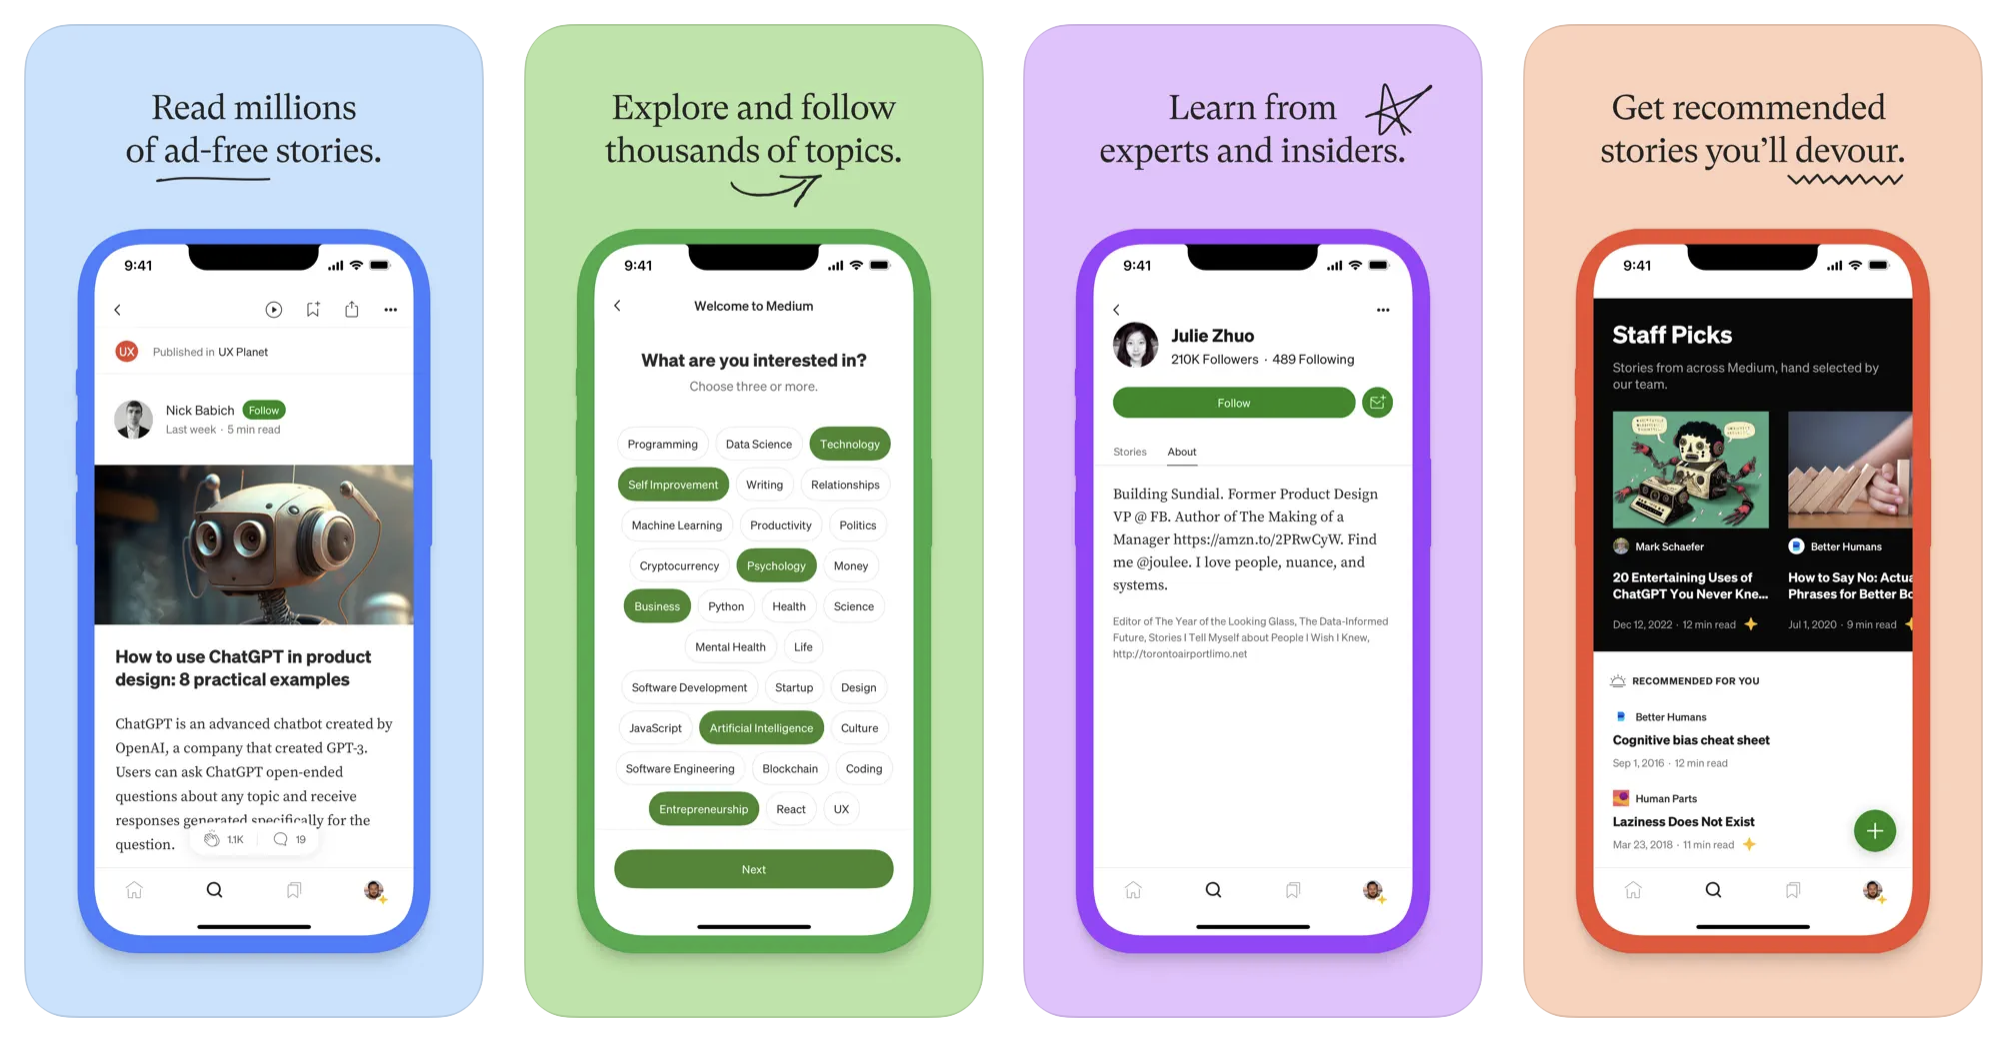 Read millions
of ad-free stories.
9:41
UX Published in UX Planet
Nick Babich Follow
Last week · 5 min read
How to use ChatGPT in product
design: 8 practical examples
ChatGPT is an advanced chatbot created by
OpenAI, a company that created GPT-3.
Users can ask ChatGPT open-ended
questions about any topic and receive
responses generated specifically for the
question.
1.1K 19
Explore and follow
thousands of topics.
9:41
Welcome to Medium
What are you interested in?
Choose three or more.
Programming Data Science Technology
Self Improvement Writing Relationships
Machine Learning Productivity Politics
Cryptocurrency Psychology Money
Business Python Health Science
Mental Health Life
Software Development Startup Design
JavaScript Artificial Intelligence Culture
Software Engineering Blockchain Coding
Entrepreneurship React UX
Next
Learn from
experts and insiders.
9:41
Julie Zhuo
210K Followers · 489 Following
Follow
Stories About
Building Sundial. Former Product Design
VP @ FB. Author of The Making of a
Manager https://amzn.to/2PRwCyW. Find
me @joulee. I love people, nuance, and
systems.
Editor of The Year of the Looking Glass, The Data-Informed
Future, Stories I Tell Myself about People I Wish I Knew,
http://torontoairportlimo.net
Get recommended
stories you’ll devour.
9:41
Staff Picks
Stories from across Medium, hand selected by
our team.
Mark Schaefer
20 Entertaining Uses of
ChatGPT You Never Kne...
Dec 12, 2022 · 12 min read
Better Humans
How to Say No: Actua
Phrases for Better Bo
Jul 1, 2020 · 9 min read
RECOMMENDED FOR YOU
Better Humans
Cognitive bias cheat sheet
Sep 1, 2016 · 12 min read
Human Parts
Laziness Does Not Exist
Mar 23, 2018 · 11 min read